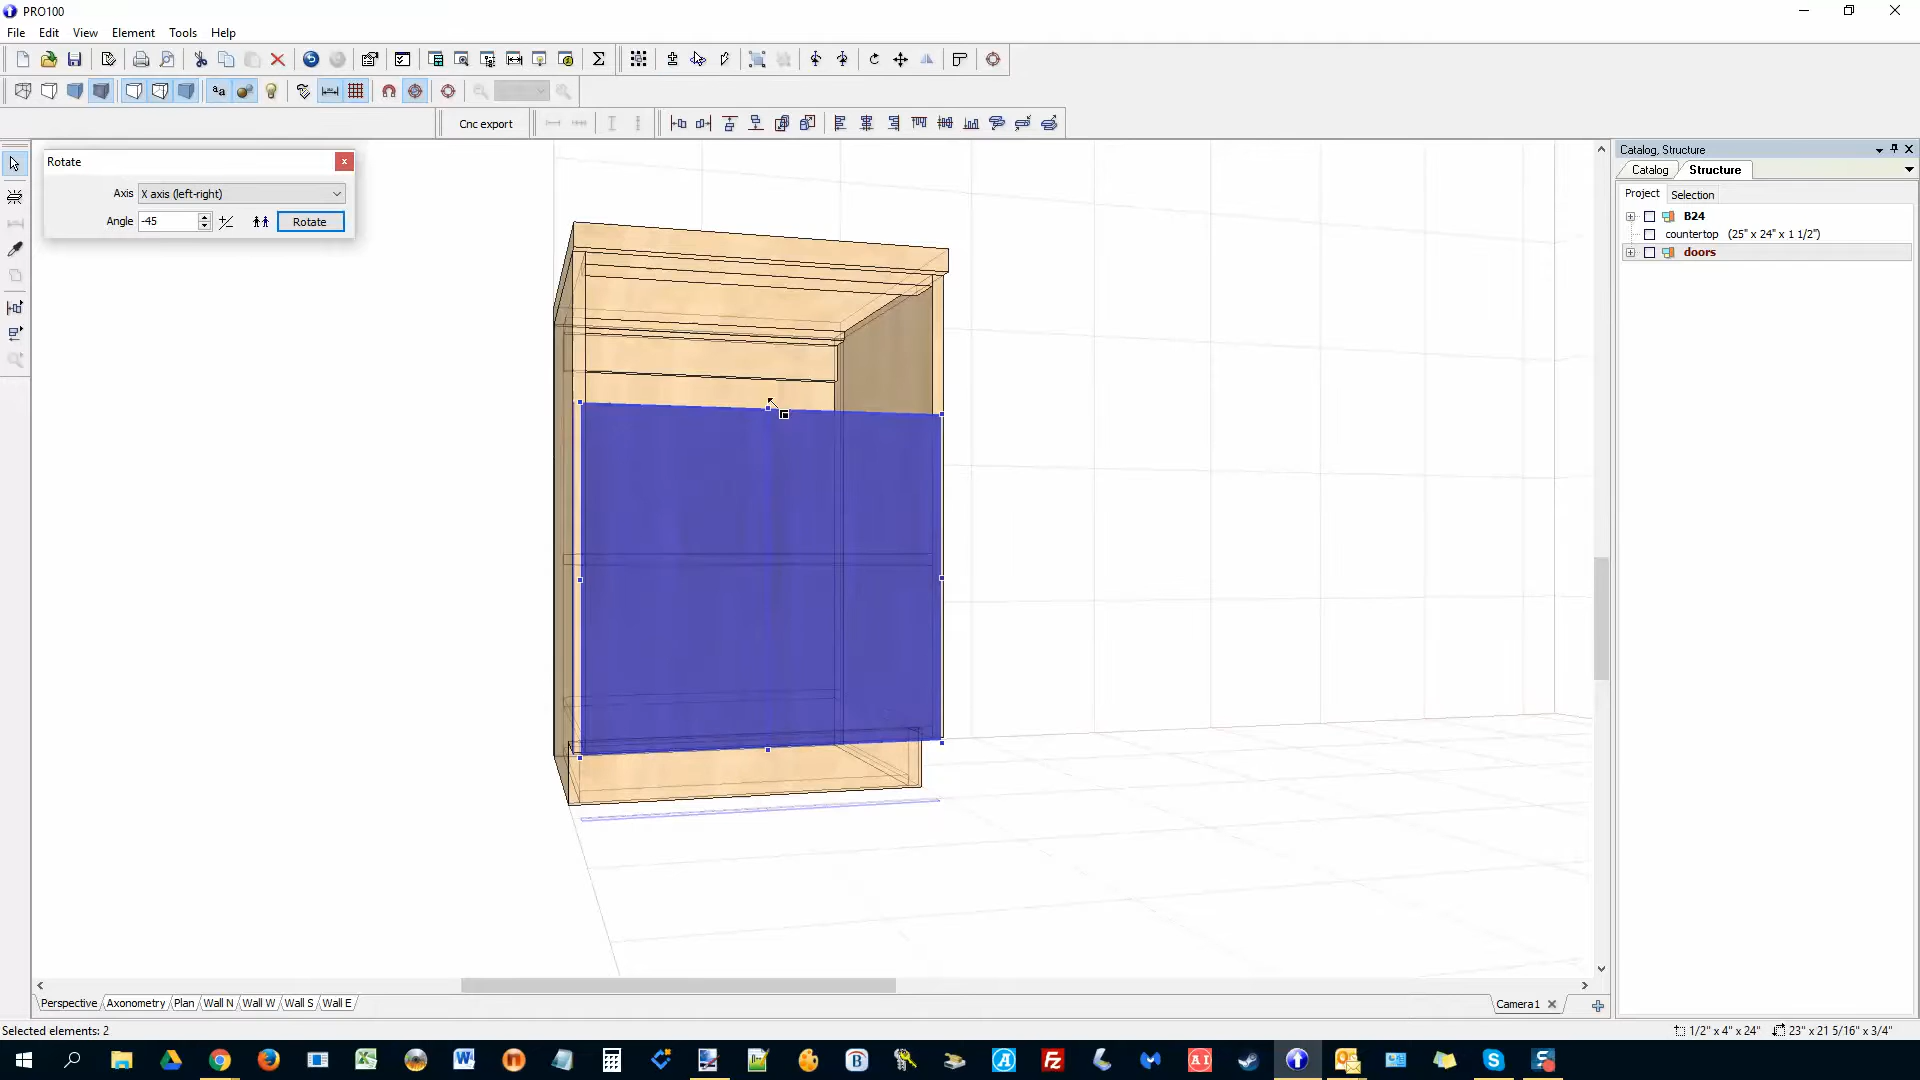 PRO100
File Edit View Element Tools Help
Cnc export
Rotate
Axis X axis (left-right)
Angle -45 Rotate
Catalog, Structure
Catalog Structure
Project Selection
B24
countertop (25" x 24" x 1 1/2")
doors
Perspective Axonometry Plan Wall N Wall W Wall S Wall E
Camera1
Selected elements: 2
1/2" x 4" x 24" 23" x 21 5/16" x 3/4"